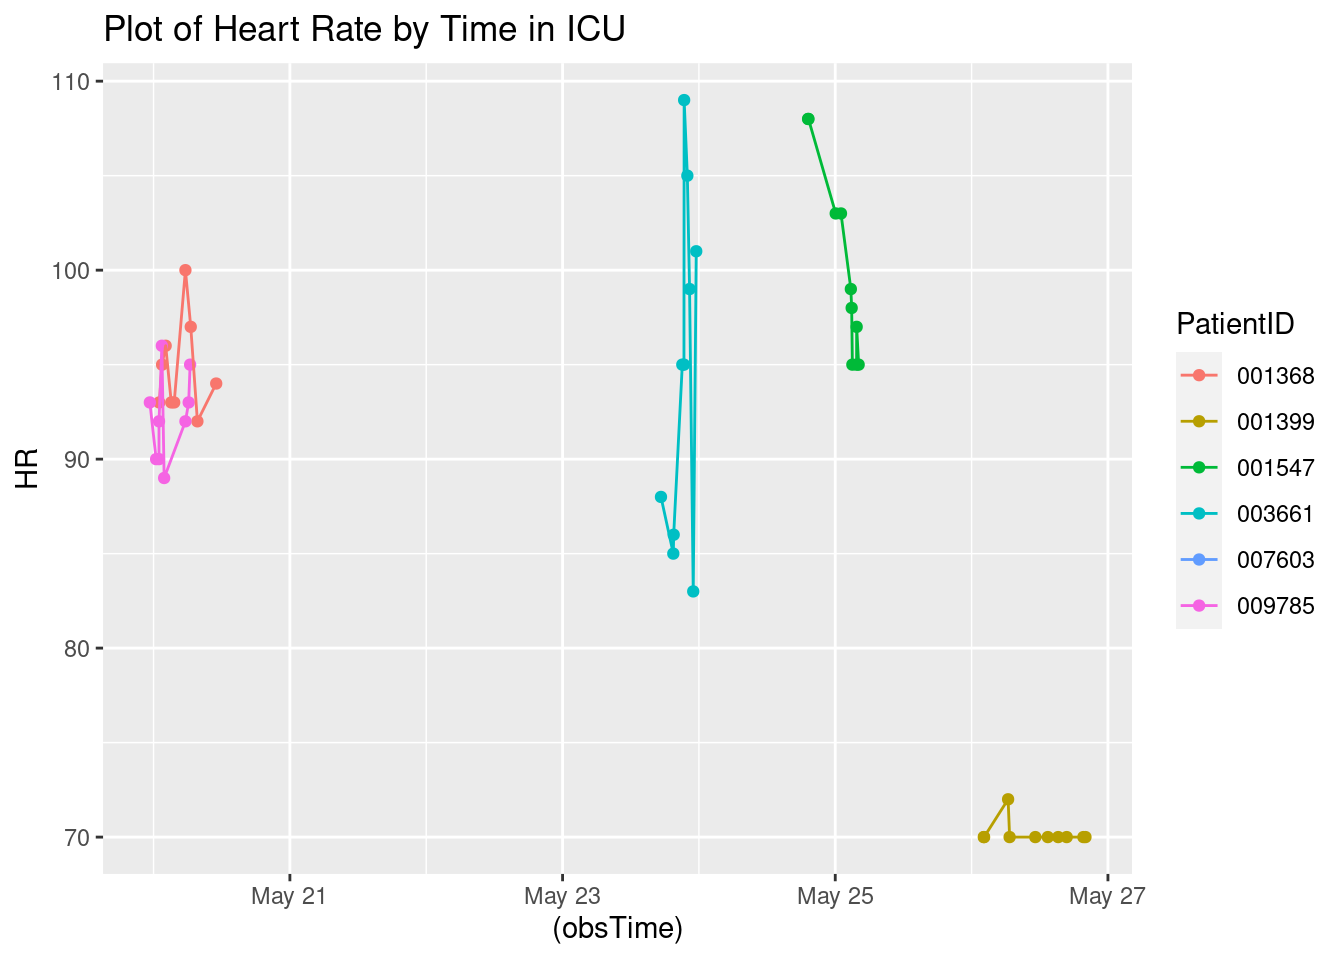 Plot of Heart Rate by Time in ICU
110
100
90
80
70
HR
May 21
May 23
May 25
May 27
(obsTime)
PatientID
001368
001399
001547
003661
007603
009785